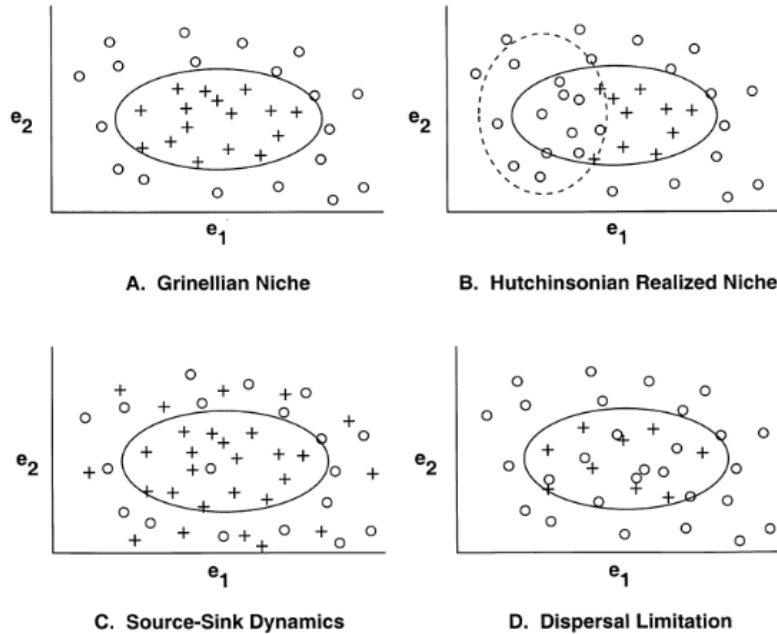 e2
e1
A. Grinellian Niche
e2
e1
B. Hutchinsonian Realized Niche
e2
e1
C. Source-Sink Dynamics
e2
e1
D. Dispersal Limitation